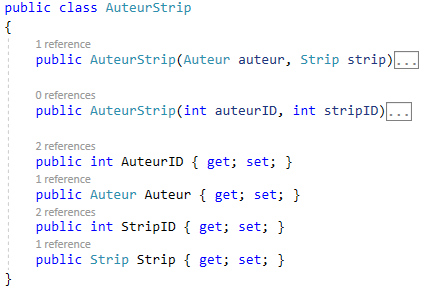 public class AuteurStrip
{
1 reference
public AuteurStrip(Auteur auteur, Strip strip)...
0 references
public AuteurStrip(int auteurID, int stripID)...
2 references
public int AuteurID { get; set; }
1 reference
public Auteur Auteur { get; set; }
2 references
public int StripID { get; set; }
1 reference
public Strip Strip { get; set; }
}